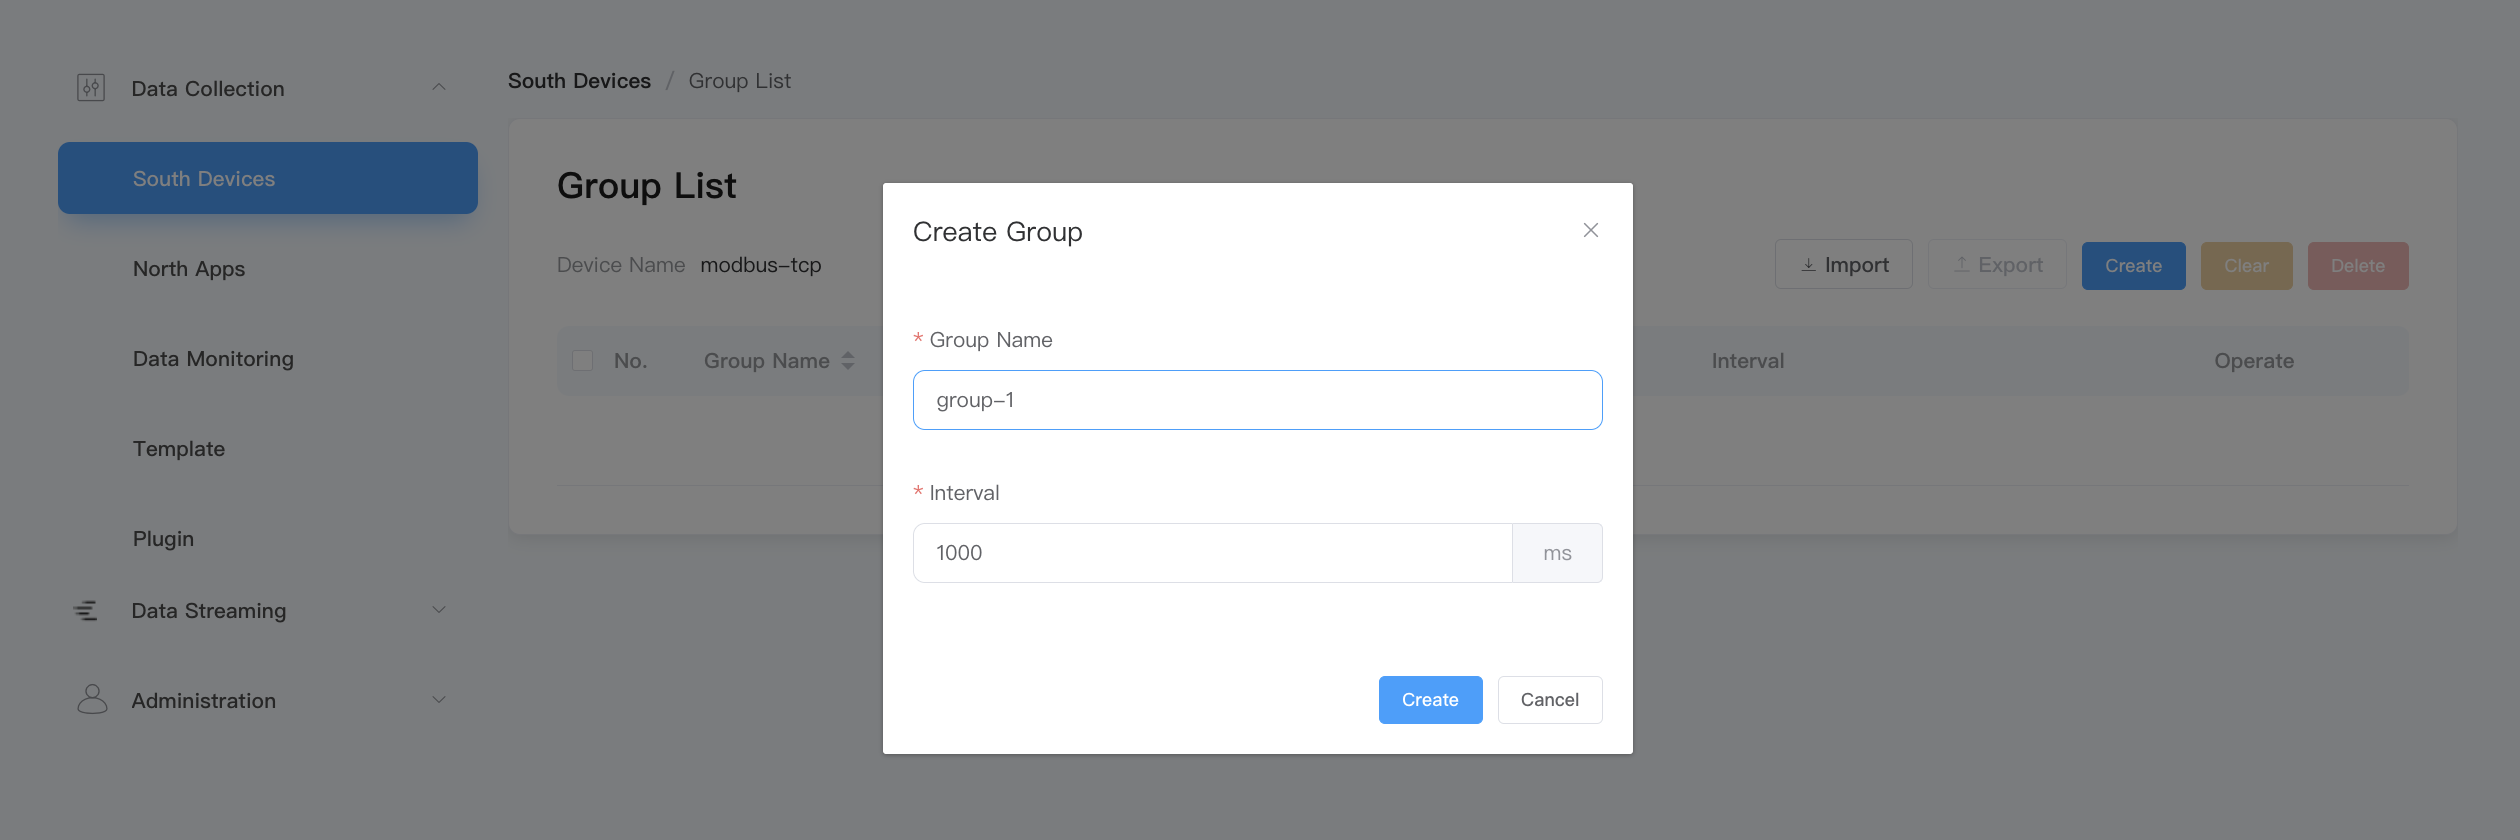 Data Collection
South Devices
North Apps
Data Monitoring
Template
Plugin
Data Streaming
Administration
South Devices / Group List
Group List
Device Name modbus-tcp
Import
Export
Create
Clear
Delete
No. Group Name Interval Operate
Create Group
* Group Name
group-1
* Interval
1000 ms
Create Cancel